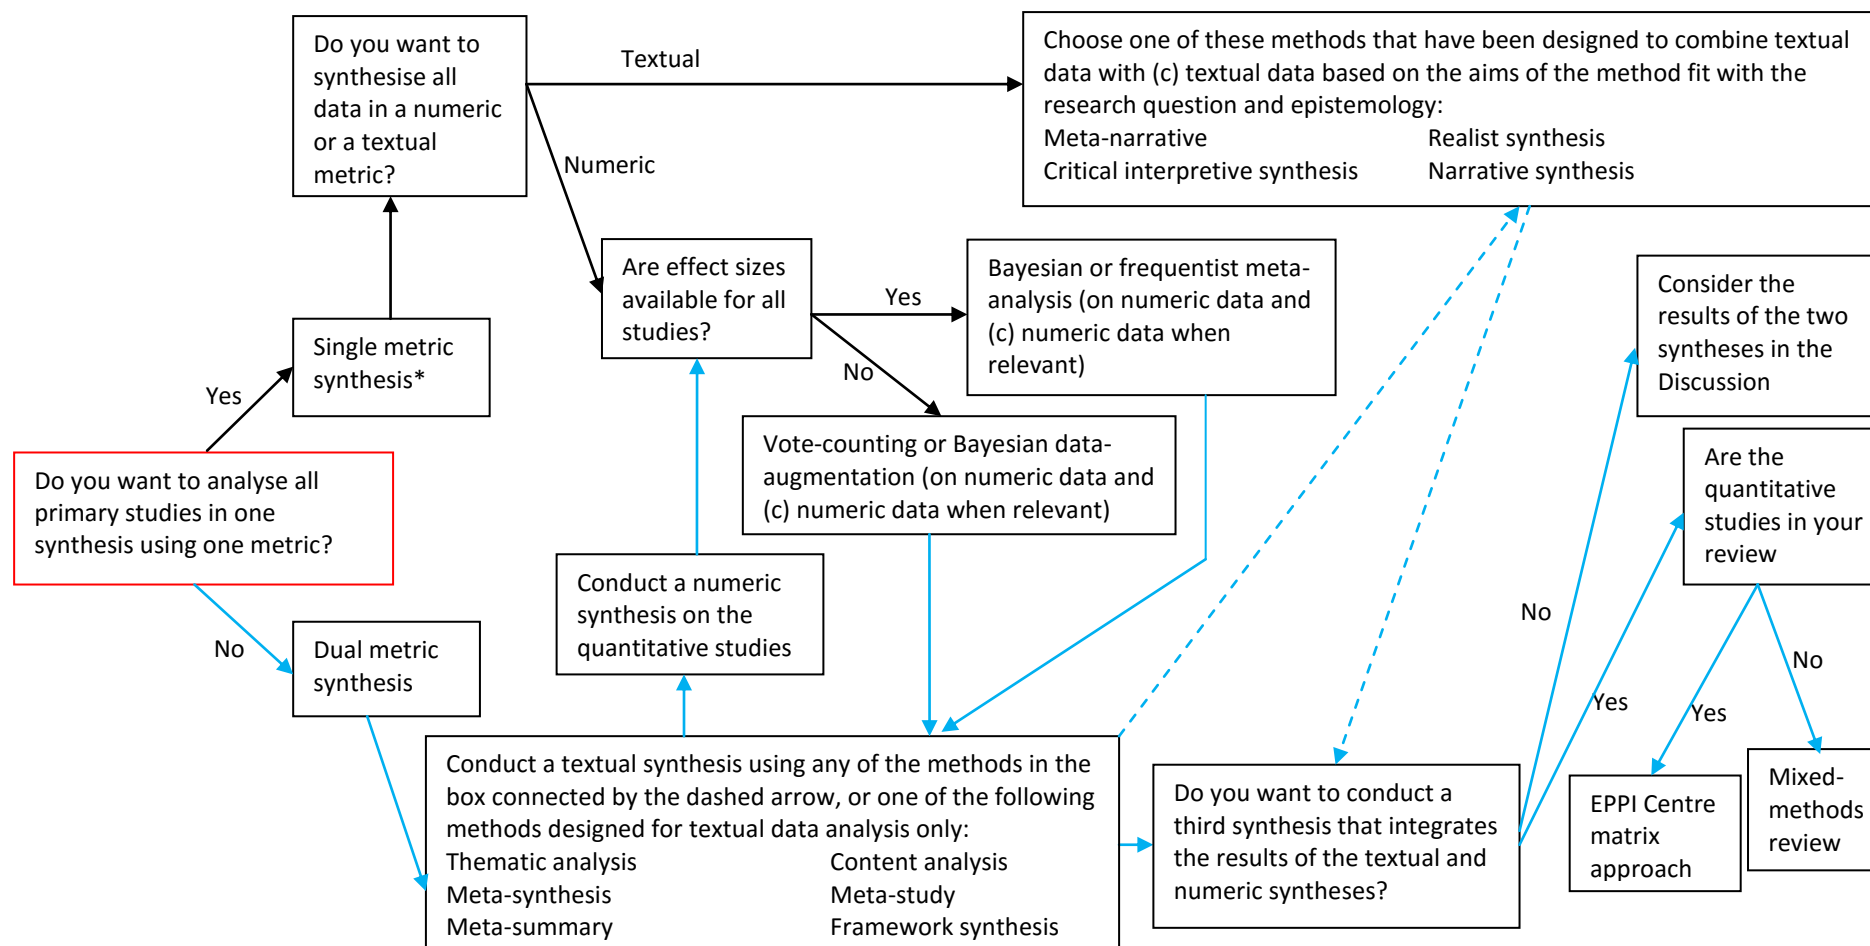 Do you want to
synthesise all
data in a numeric
or a textual
metric?
Textual
Numeric
Choose one of these methods that have been designed to combine textual
data with (c) textual data based on the aims of the method fit with the
research question and epistemology:
Meta-narrative
Realist synthesis
Critical interpretive synthesis
Narrative synthesis
Are effect sizes
available for all
studies?
Yes
No
Bayesian or frequentist meta-
analysis (on numeric data and
(c) numeric data when
relevant)
Consider the
results of the two
syntheses in the
Discussion
Single metric
synthesis*
Yes
Vote-counting or Bayesian data-
augmentation (on numeric data and
(c) numeric data when relevant)
Are the
quantitative
studies in your
review
Do you want to analyse all
primary studies in one
synthesis using one metric?
Conduct a numeric
synthesis on the
quantitative studies
No
Dual metric
synthesis
No
Yes
Yes
No
Conduct a textual synthesis using any of the methods in the
box connected by the dashed arrow, or one of the following
methods designed for textual data analysis only:
Thematic analysis
Content analysis
Meta-synthesis
Meta-study
Meta-summary
Framework synthesis
Do you want to conduct a
third synthesis that integrates
the results of the textual and
numeric syntheses?
EPPI Centre
matrix
approach
Mixed-
methods
review